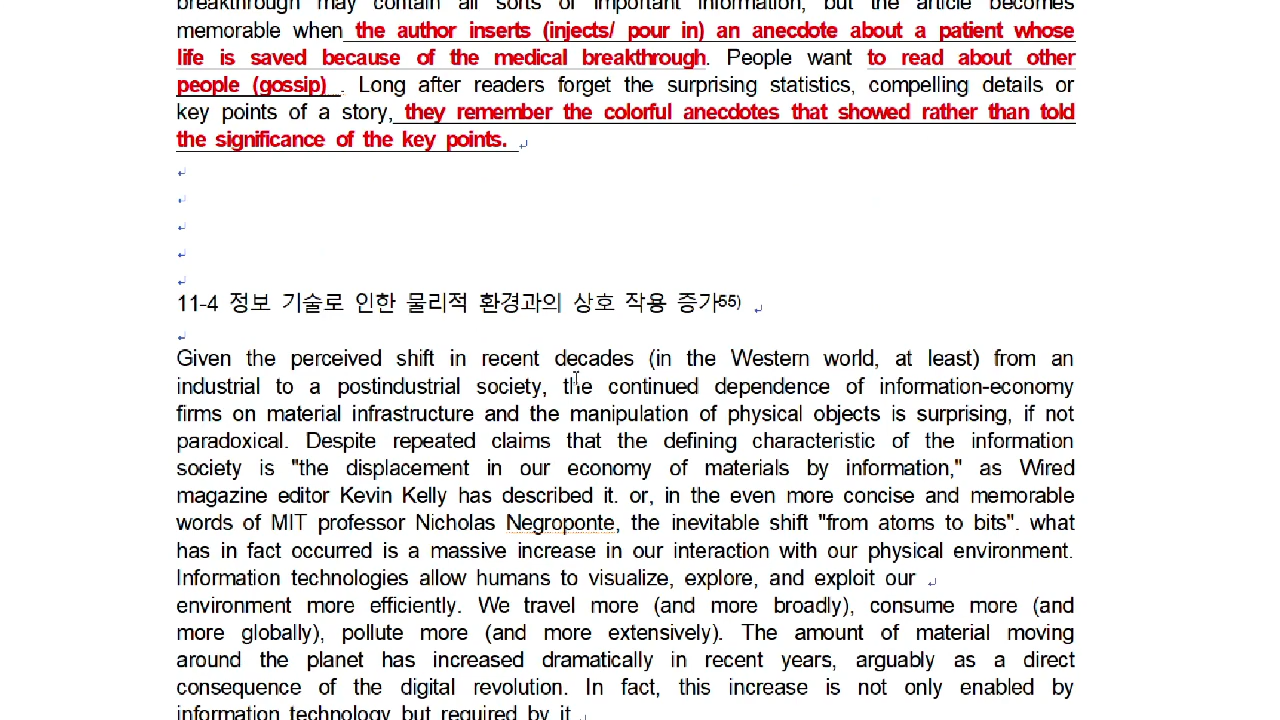 breakthrough may contain all sorts of important information, but the article becomes
memorable when the author inserts (injects/ pour in) an anecdote about a patient whose
life is saved because of the medical breakthrough. People want to read about other
people (gossip) . Long after readers forget the surprising statistics, compelling details or
key points of a story, they remember the colorful anecdotes that showed rather than told
the significance of the key points.
11-4 정보 기술로 인한 물리적 환경과의 상호 작용 증가55)
Given the perceived shift in recent decades (in the Western world, at least) from an
industrial to a postindustrial society, the continued dependence of information-economy
firms on material infrastructure and the manipulation of physical objects is surprising, if not
paradoxical. Despite repeated claims that the defining characteristic of the information
society is "the displacement in our economy of materials by information," as Wired
magazine editor Kevin Kelly has described it. or, in the even more concise and memorable
words of MIT professor Nicholas Negroponte, the inevitable shift "from atoms to bits". what
has in fact occurred is a massive increase in our interaction with our physical environment.
Information technologies allow humans to visualize, explore, and exploit our
environment more efficiently. We travel more (and more broadly), consume more (and
more globally), pollute more (and more extensively). The amount of material moving
around the planet has increased dramatically in recent years, arguably as a direct
consequence of the digital revolution. In fact, this increase is not only enabled by
information technology but required by it